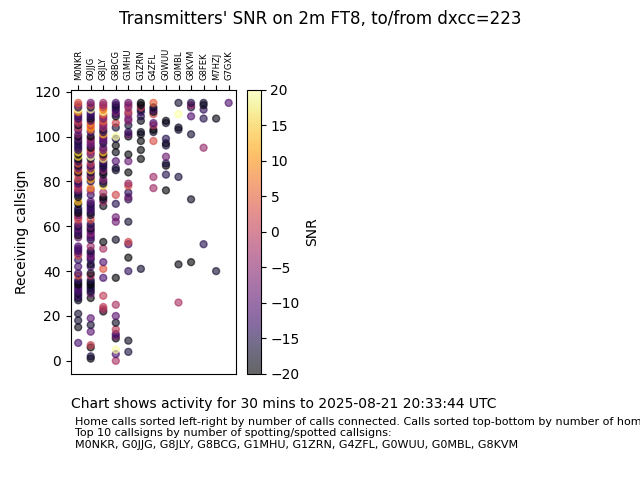 Transmitters' SNR on 2m FT8, to/from dxcc=223
M0NKR G0JJG G8JLY G8BCG G1MHU G1ZRN G4ZFL G0WUU G0MBL G8KVM G8FEK M7HZJ G7GXK
Receiving callsign
120
100
80
60
40
20
0
20
15
10
5
0
−5
−10
−15
−20
SNR
Chart shows activity for 30 mins to 2025-08-21 20:33:44 UTC
Home calls sorted left-right by number of calls connected. Calls sorted top-bottom by number of hom
Top 10 callsigns by number of spotting/spotted callsigns:
M0NKR, G0JJG, G8JLY, G8BCG, G1MHU, G1ZRN, G4ZFL, G0WUU, G0MBL, G8KVM